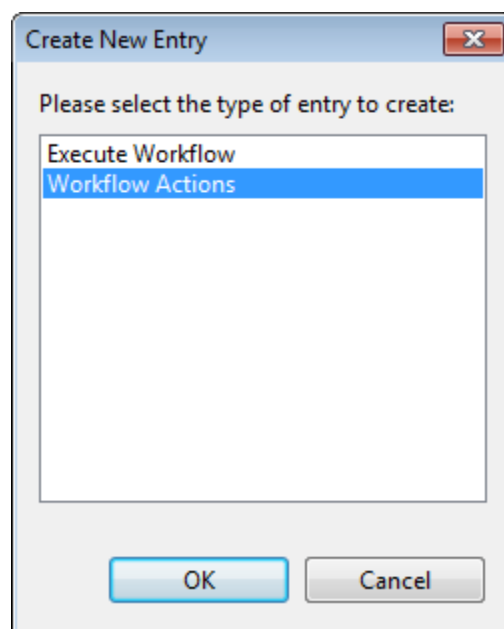 Create New Entry
Please select the type of entry to create:
Execute Workflow
Workflow Actions
OK
Cancel